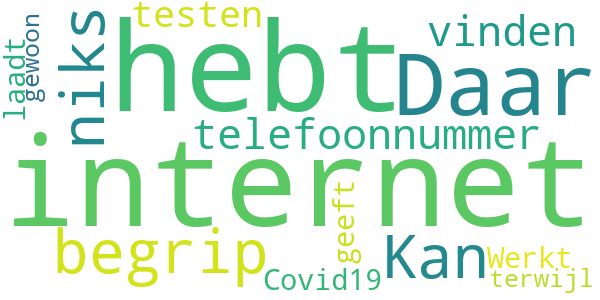 testen
hebt
niks
laadt
gewoon
Daar
vinden
telefoonnummer
internet
begrip
geeft
Kan
Werkt
Covid19
terwijl